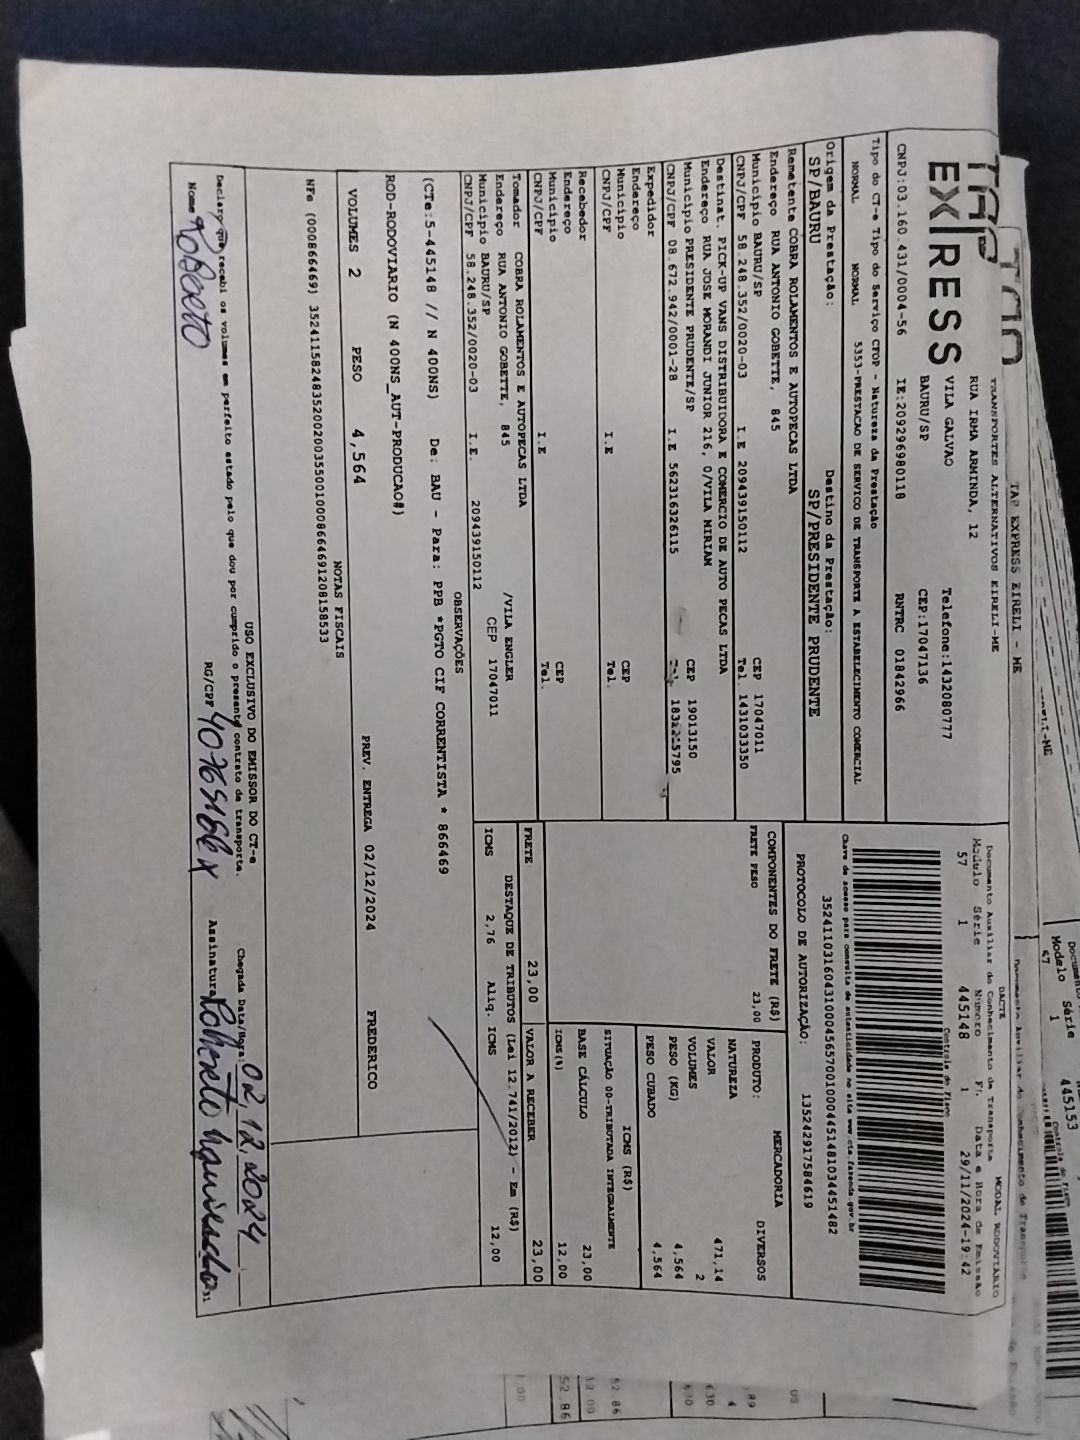 TAP EXPRESS EIRELI - ME
TAP
EXPRESS
TRANSPORTES ALTERNATIVOS EIRELI-ME
RUA IRMA ARMINDA, 12
VILA GALVAO Telefone:1432080777
BAURU/SP CEP:17047136
CNPJ:03.160.431/0004-56 IE:209296980118 RNTRC 01842966
DACTE MODAL RODOVIARIO
Documento Auxiliar do Conhecimento de Transporte
Modulo Série Número Fl. Data e Hora de Emissão
57 1 445148 1 29/11/2024-19:42
Controle do Fisco
Tipo do CT-e Tipo do Serviço CFOP - Natureza da Prestação
NORMAL NORMAL 5353-PRESTACAO DE SERVICO DE TRANSPORTE A ESTABELECIMENTO COMERCIAL
Chave de acesso para consulta de autenticidade no site www.cte.fazenda.gov.br
Origem da Prestação: Destino da Prestação:
SP/BAURU SP/PRESIDENTE PRUDENTE
PROTOCOLO DE AUTORIZAÇÃO: 135242917584619
Remetente COBRA ROLAMENTOS E AUTOPECAS LTDA
Endereço RUA ANTONIO GOBETTE, 845
Município BAURU/SP CEP 17047011
CNPJ/CPF 58.248.352/0020-03 I.E 209439150112 Tel. 1431033350
Destinat. PICK-UP VANS DISTRIBUIDORA E COMERCIO DE AUTO PECAS LTDA
Endereço RUA JOSE MORANDI JUNIOR 216, 0/VILA MIRIAM
Município PRESIDENTE PRUDENTE/SP CEP 19013150
CNPJ/CPF 08.672.942/0001-28 I.E 562316326115
Expedidor
Endereço
Município CEP
CNPJ/CPF I.E Tel.
Recebedor
Endereço
Município CEP
CNPJ/CPF I.E Tel.
Tomador COBRA ROLAMENTOS E AUTOPECAS LTDA
Endereço RUA ANTONIO GOBETTE, 845 /VILA ENGLER
Município BAURU/SP CEP 17047011
CNPJ/CPF 58.248.352/0020-03 I.E. 209439150112
COMPONENTES DO FRETE (R$)
FRETE PESO 23,00
MERCADORIA
PRODUTO: DIVERSOS
NATUREZA
VALOR 471,14
VOLUMES 2
PESO (KG) 4,564
PESO CUBADO 4,564
ICMS (R$)
SITUAÇÃO 00-TRIBUTADA INTEGRALMENTE
BASE CÁLCULO 23,00
ICMS(%) 12,00
FRETE 23,00 VALOR A RECEBER 23,00
DESTAQUE DE TRIBUTOS (Lei 12.741/2012) - Em (R$)
ICMS 2,76 Aliq. ICMS 12,00
OBSERVAÇÕES
(CTe:5-445148 // N 400NS) De: BAU - Para: PPB *PGTO CIF CORRENTISTA * 866469
ROD-RODOVIARIO (N 400NS_AUT-PRODUCAO#)
VOLUMES 2 PESO 4,564 PREV. ENTREGA 02/12/2024 FREDERICO
NOTAS FISCAIS
NFe (000866469)
USO EXCLUSIVO DO EMISSOR DO CT-e
Declaro que recebi os volumes em perfeito estado pelo que dou por cumprido o presente contrato de transporte. Chegada Data/Hora: 02,12,2024
Nome Roberto RG/CPF 40765166x Assinatura Roberto
Modelo Série
57 1 445153